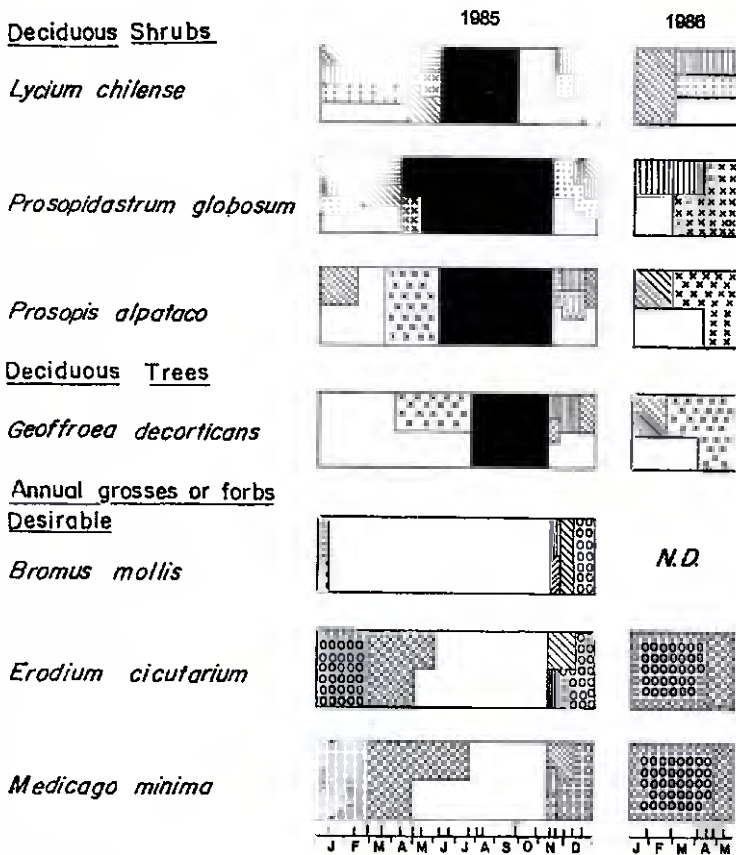 1985 1986
Deciduous Shrubs
Lycium chilense
Prosopidastrum globosum
Prosopis alpataco
Deciduous Trees
Geoffroea decorticans
Annual grosses or forbs
Desirable
Bromus mollis N.D.
Erodium cicutarium
Medicago minima
J F M A M J J A S O N D J F M A M